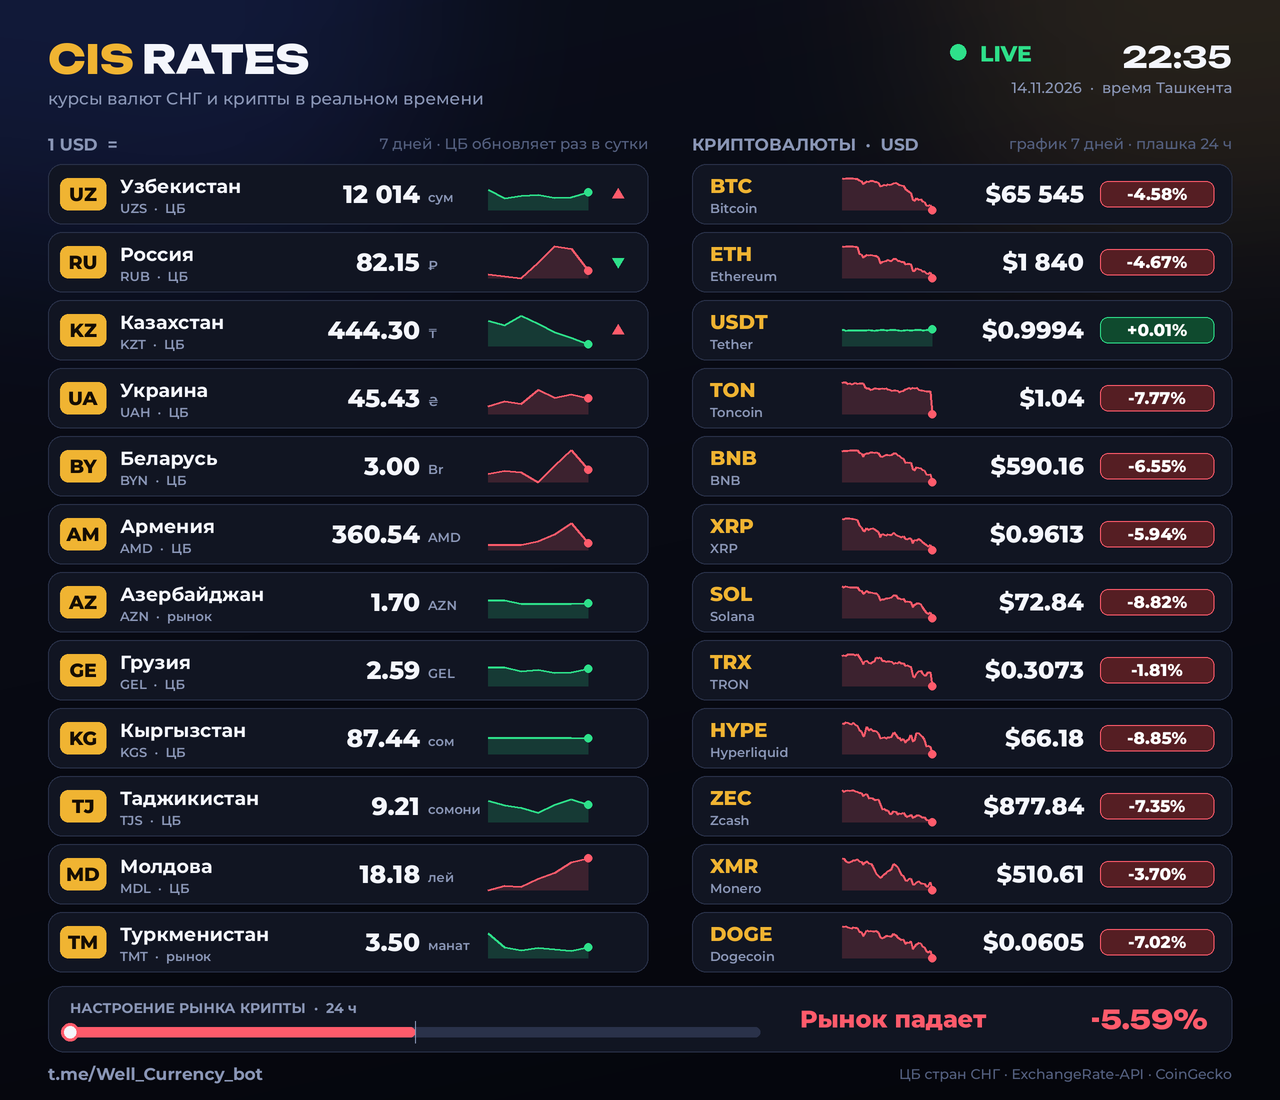 CIS RATES
курсы валют СНГ и крипты в реальном времени
LIVE 22:35
14.11.2026 · время Ташкента
1 USD =
7 дней · ЦБ обновляет раз в сутки
UZ Узбекистан 12 014 сум
UZS · ЦБ
RU Россия 82.15 ₽
RUB · ЦБ
KZ Казахстан 444.30 ₸
KZT · ЦБ
UA Украина 45.43 ₴
UAH · ЦБ
BY Беларусь 3.00 Br
BYN · ЦБ
AM Армения 360.54 AMD
AMD · ЦБ
AZ Азербайджан 1.70 AZN
AZN · рынок
GE Грузия 2.59 GEL
GEL · ЦБ
KG Кыргызстан 87.44 сом
KGS · ЦБ
TJ Таджикистан 9.21 сомони
TJS · ЦБ
MD Молдова 18.18 лей
MDL · ЦБ
TM Туркменистан 3.50 манат
TMT · рынок
КРИПТОВАЛЮТЫ · USD
график 7 дней · плашка 24 ч
BTC $65 545 -4.58%
Bitcoin
ETH $1 840 -4.67%
Ethereum
USDT $0.9994 +0.01%
Tether
TON $1.04 -7.77%
Toncoin
BNB $590.16 -6.55%
BNB
XRP $0.9613 -5.94%
XRP
SOL $72.84 -8.82%
Solana
TRX $0.3073 -1.81%
TRON
HYPE $66.18 -8.85%
Hyperliquid
ZEC $877.84 -7.35%
Zcash
XMR $510.61 -3.70%
Monero
DOGE $0.0605 -7.02%
Dogecoin
НАСТРОЕНИЕ РЫНКА КРИПТЫ · 24 ч
Рынок падает -5.59%
t.me/Well_Currency_bot
ЦБ стран СНГ · ExchangeRate-API · CoinGecko